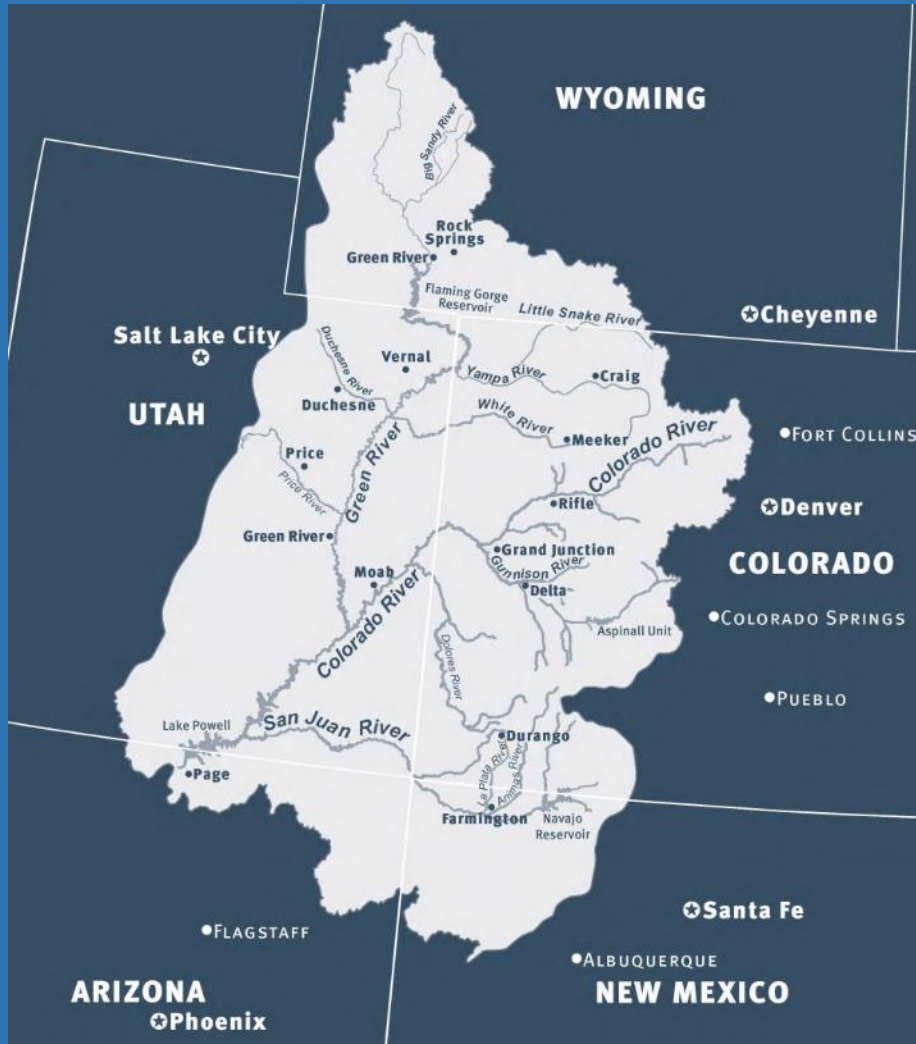 WYOMING
Big Sandy River
Rock
Springs
Green River
Flaming Gorge
Reservoir
Little Snake River
Cheyenne
Salt Lake City
Duchesne River
Vernal
Yampa River
Craig
UTAH
Duchesne
White River
Meeker
Colorado River
FORT COLLINS
Price
Green River
Price River
Rifle
Denver
Green River
Grand Junction
Gunnison River
COLORADO
Moab
Delta
Colorado River
Aspinall Unit
COLORADO SPRINGS
Dolores River
PUEBLO
Lake Powell
San Juan River
Durango
Page
La Plata River
Animas River
Farmington
Navajo
Reservoir
Santa Fe
FLAGSTAFF
ALBUQUERQUE
ARIZONA
NEW MEXICO
Phoenix